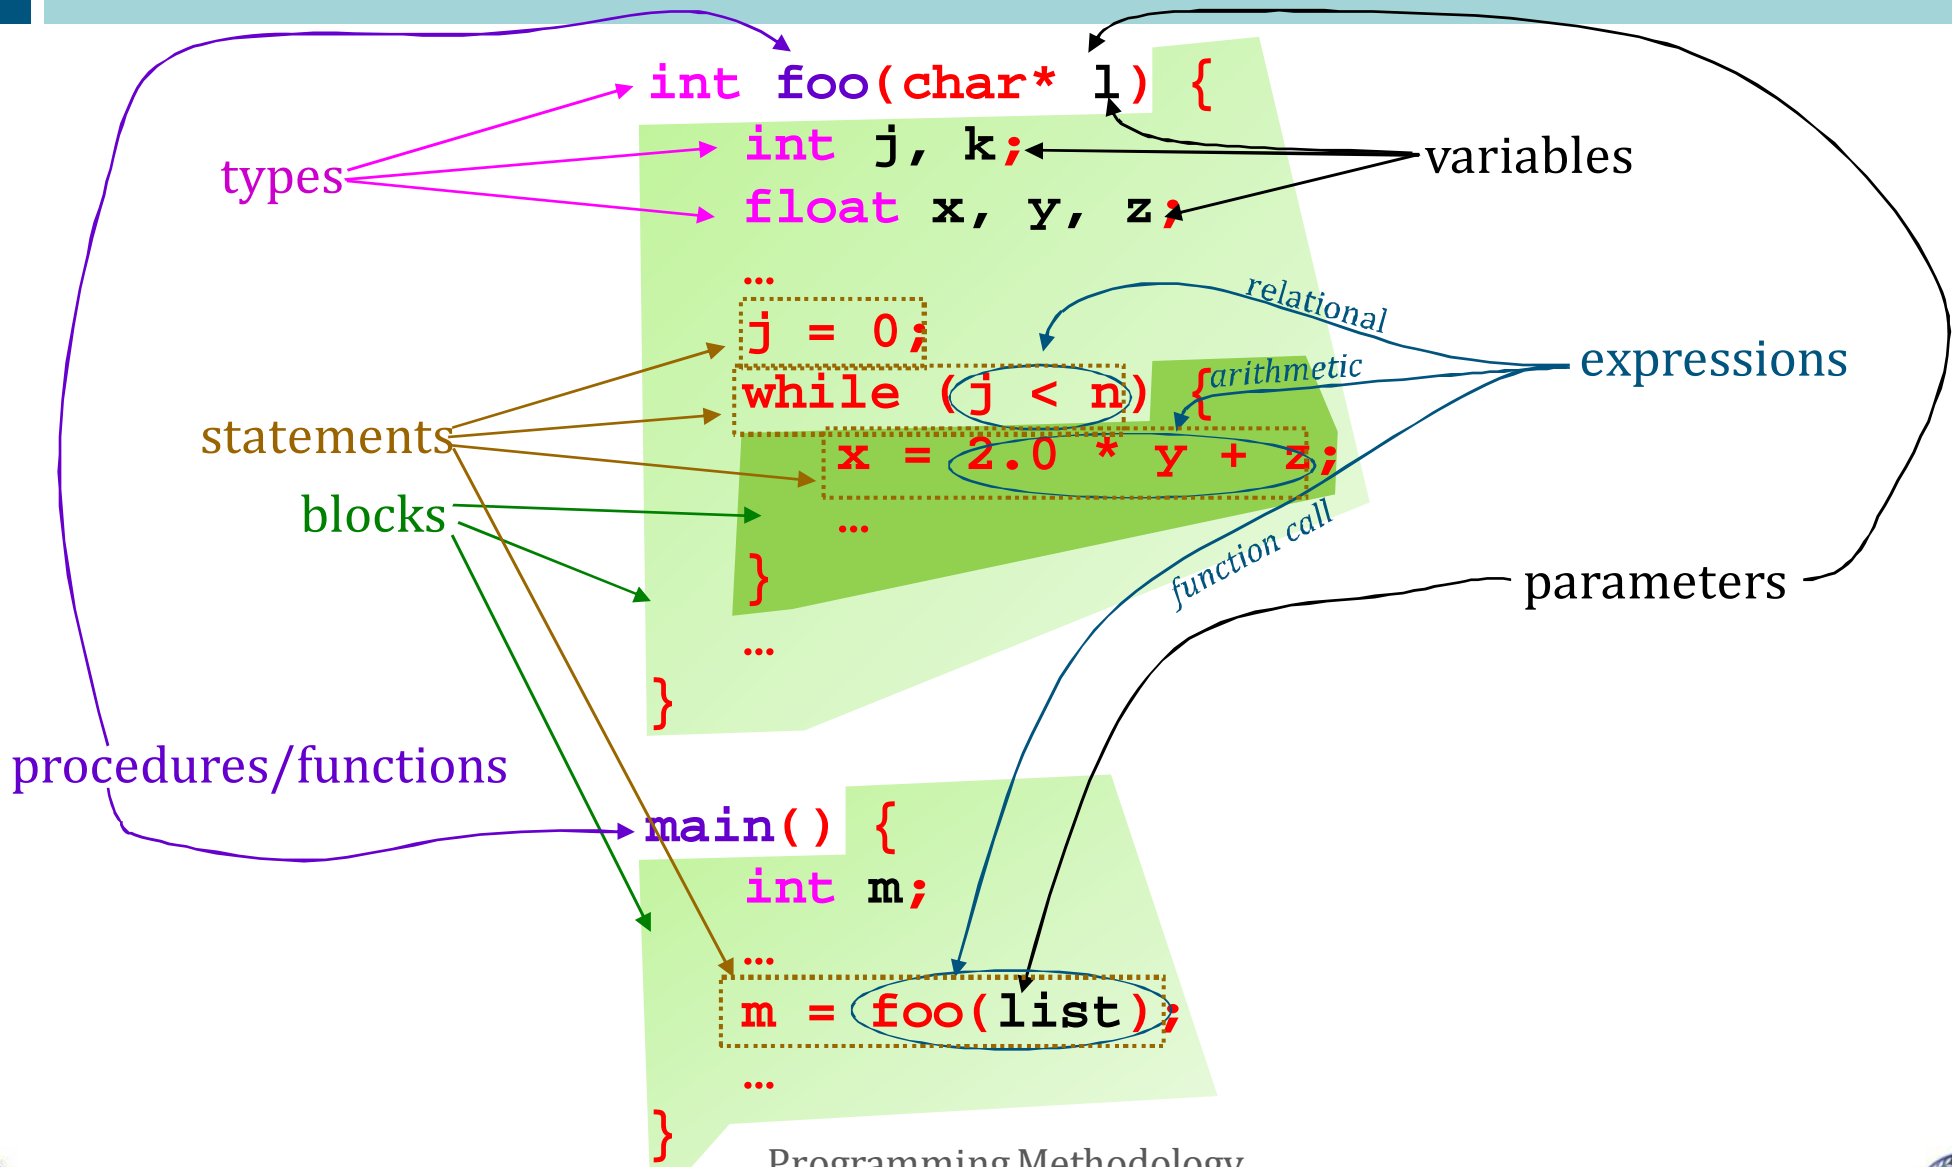 int foo(char* l) {
types
int j, k;
variables
float x, y, z;
…
relational
j = 0;
expressions
arithmetic
while (j < n) {
statements
x = 2.0 * y + z;
blocks
…
function call
}
parameters
…
}
procedures/functions
main() {
int m;
…
m = foo(list);
…
}
Programming Methodology